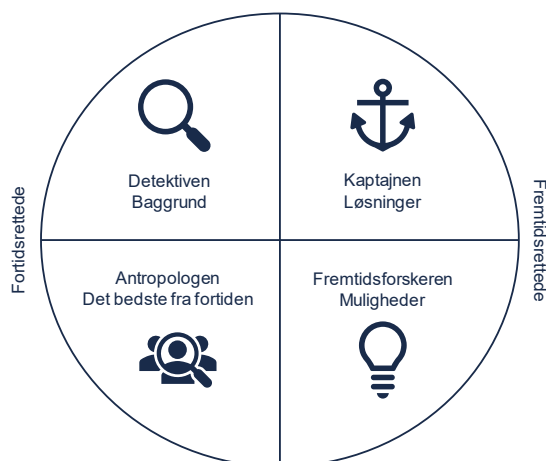 Detektiven
Baggrund
Kaptajnen
Løsninger
Fortidsrettede
Fremtidsrettede
Antropologen
Det bedste fra fortiden
Fremtidsforskeren
Muligheder